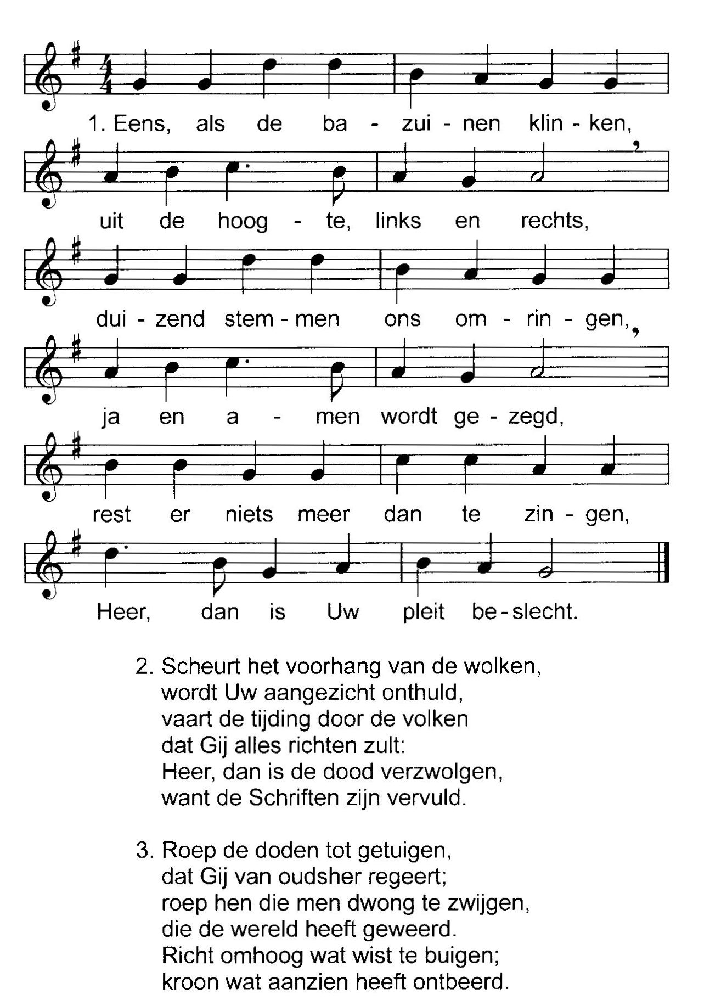 1. Eens, als de ba - zui - nen klin - ken,
uit de hoog - te, links en rechts,
dui - zend stem - men ons om - rin - gen,
ja en a - men wordt ge - zegd,
rest er niets meer dan te zin - gen,
Heer, dan is Uw pleit be - slecht.
2. Scheurt het voorhang van de wolken,
wordt Uw aangezicht onthuld,
vaart de tijding door de volken
dat Gij alles richten zult:
Heer, dan is de dood verzwolgen,
want de Schriften zijn vervuld.
3. Roep de doden tot getuigen,
dat Gij van oudsher regeert;
roep hen die men dwong te zwijgen,
die de wereld heeft geweerd.
Richt omhoog wat wist te buigen;
kroon wat aanzien heeft ontbeerd.